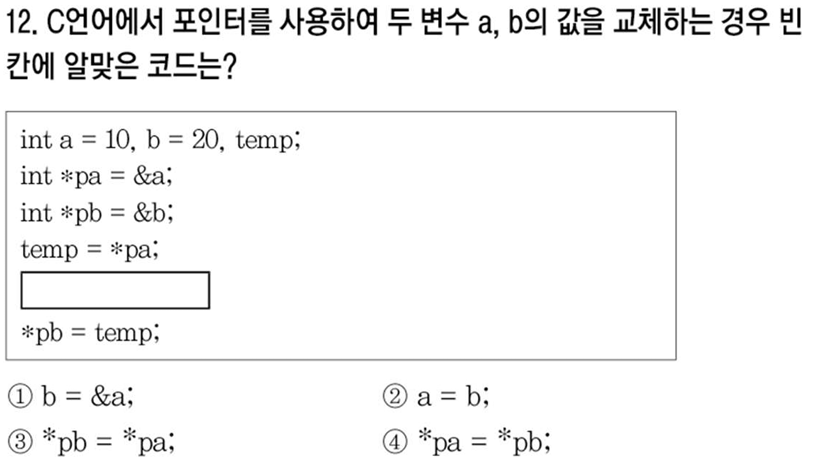 12. C언어에서 포인터를 사용하여 두 변수 a, b의 값을 교체하는 경우 빈
칸에 알맞은 코드는?
int a = 10, b = 20, temp;
int *pa = &a;
int *pb = &b;
temp = *pa;
*pb = temp;
① b = &a;
② a = b;
③ *pb = *pa;
④ *pa = *pb;